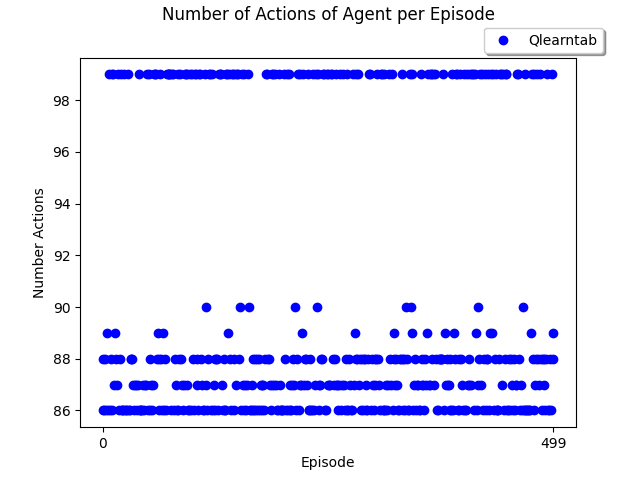 Number of Actions of Agent per Episode
Qlearntab
98
96
94
92
90
88
86
Number Actions
0
499
Episode